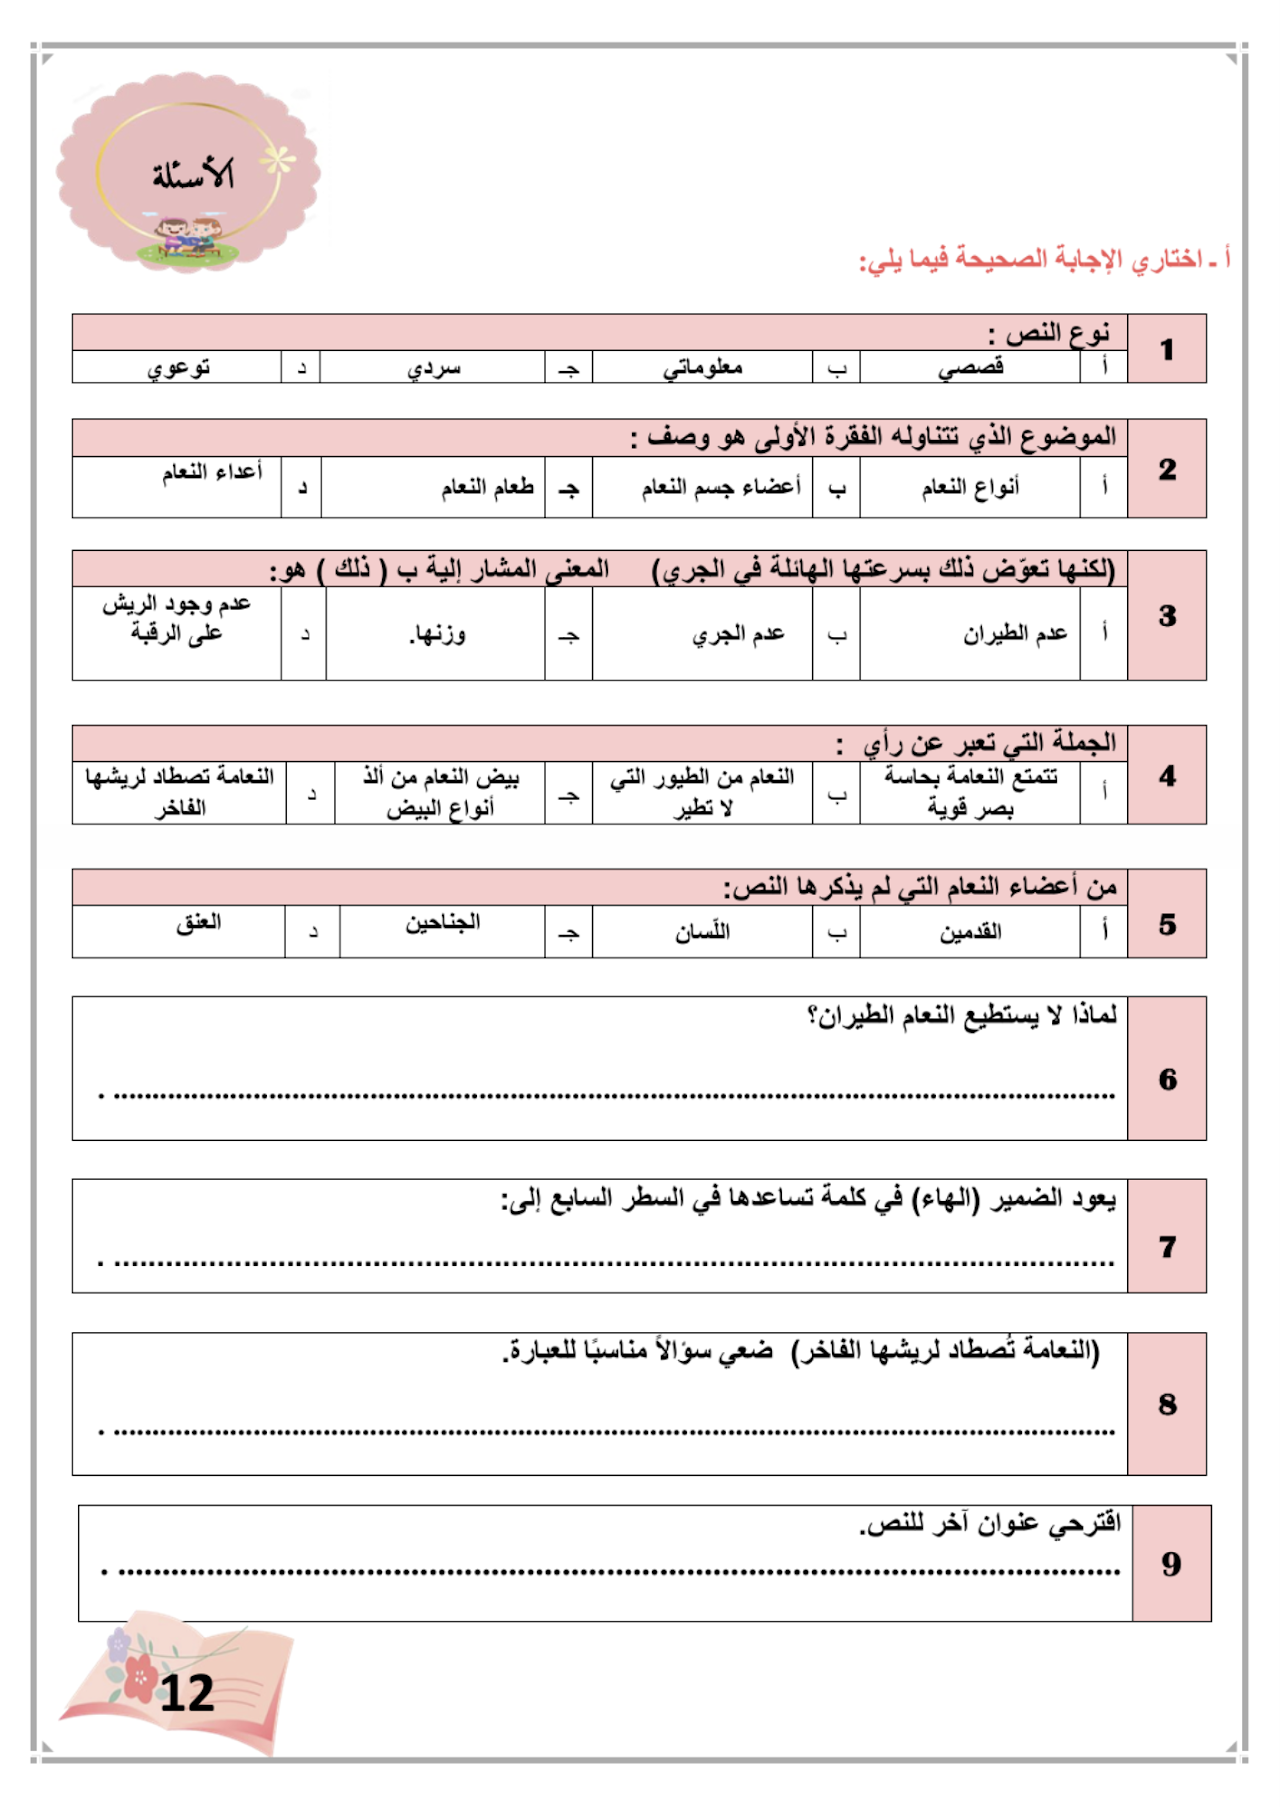 الأسئلة
أ ـ اختاري الإجابة الصحيحة فيما يلي:
1 نوع النص :
أ قصصي ب معلوماتي جـ سردي د توعوي
2 الموضوع الذي تتناوله الفقرة الأولى هو وصف :
أ أنواع النعام ب أعضاء جسم النعام جـ طعام النعام د أعداء النعام
3 (لكنها تعوّض ذلك بسرعتها الهائلة في الجري) المعنى المشار إلية ب ( ذلك ) هو:
أ عدم الطيران ب عدم الجري جـ وزنها. د عدم وجود الريش
على الرقبة
4 الجملة التي تعبر عن رأي :
أ تتمتع النعامة بحاسة
بصر قوية
ب النعام من الطيور التي
لا تطير
جـ بيض النعام من ألذ
أنواع البيض
د النعامة تصطاد لريشها
الفاخر
5 من أعضاء النعام التي لم يذكرها النص:
أ القدمين ب اللّسان جـ الجناحين د العنق
6 لماذا لا يستطيع النعام الطيران؟
................................................................ .
7 يعود الضمير (الهاء) في كلمة تساعدها في السطر السابع إلى:
................................................................ .
8 (النعامة تُصطاد لريشها الفاخر) ضعي سؤالاً مناسبًا للعبارة.
................................................................ .
9 اقترحي عنوان آخر للنص.
................................................................ .
12